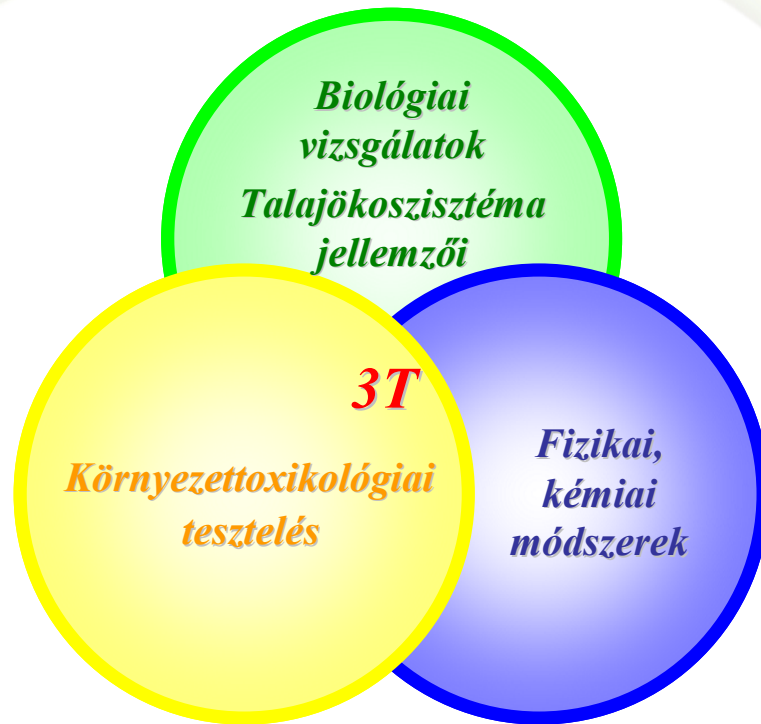 Biológiai
vizsgálatok
Talajökoszisztéma
jellemzői
3T
Környezettoxikológiai
tesztelés
Fizikai,
kémiai
módszerek